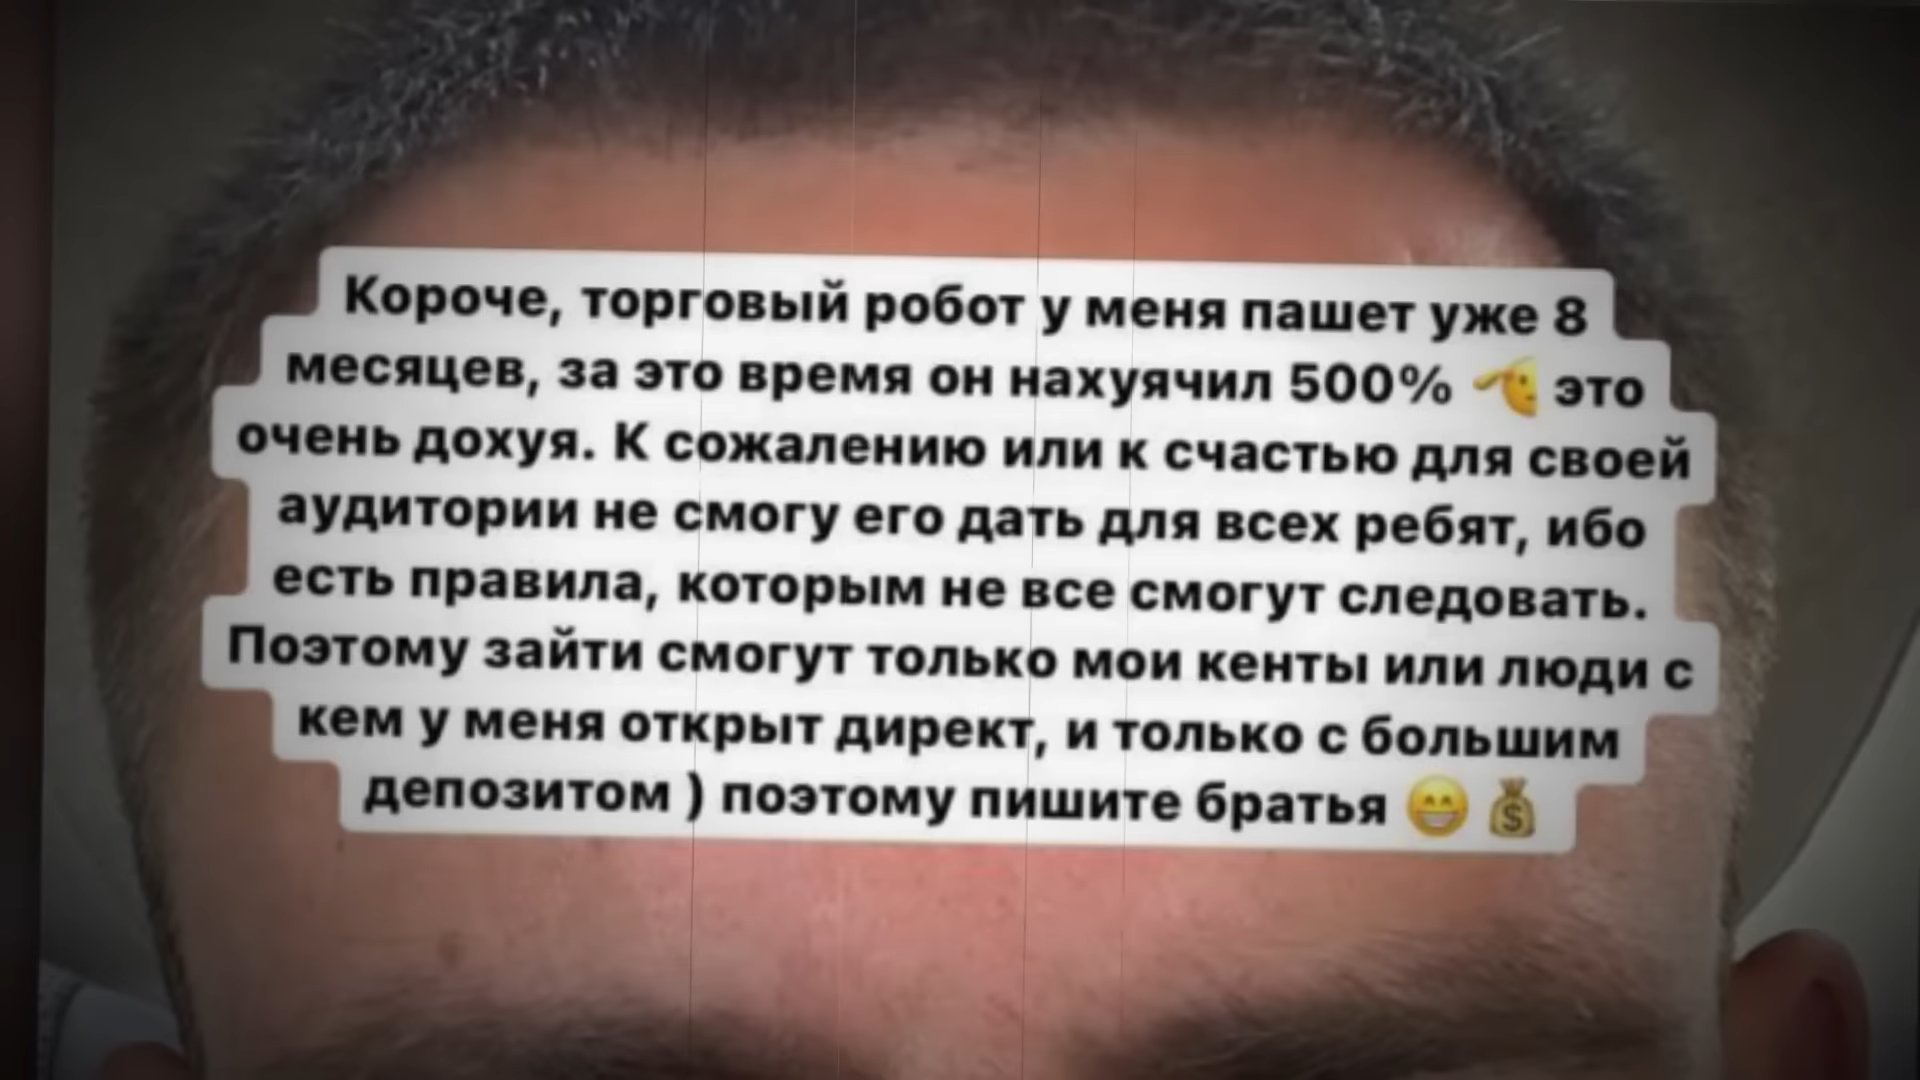 Короче, торговый робот у меня пашет уже 8
месяцев, за это время он нахуячил 500% 🫡 это
очень дохуя. К сожалению или к счастью для своей
аудитории не смогу его дать для всех ребят, ибо
есть правила, которым не все смогут следовать.
Поэтому зайти смогут только мои кенты или люди с
кем у меня открыт директ, и только с большим
депозитом ) поэтому пишите братья 😁💰